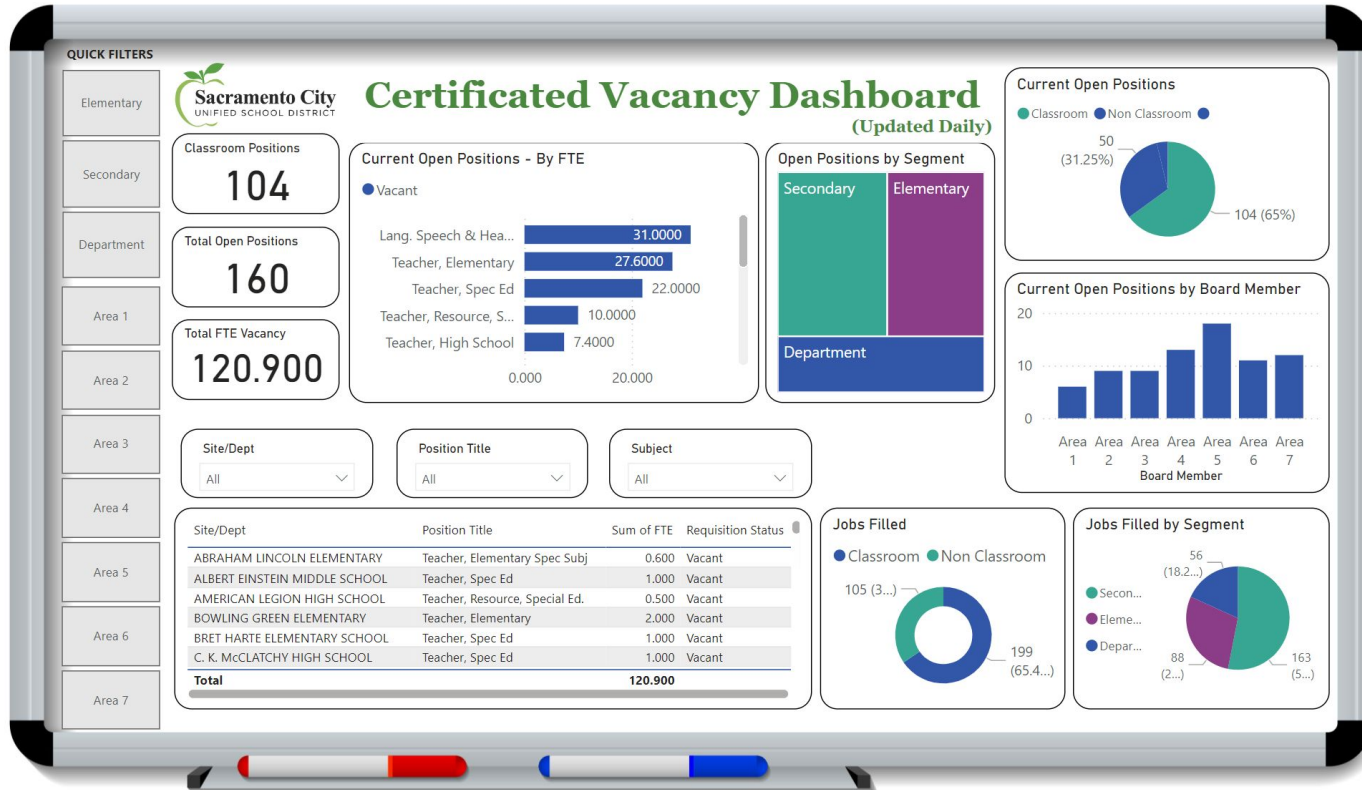 QUICK FILTERS
Elementary
Secondary
Department
Area 1
Area 2
Area 3
Area 4
Area 5
Area 6
Area 7
Sacramento City
UNIFIED SCHOOL DISTRICT
Certificated Vacancy Dashboard
(Updated Daily)
Classroom Positions
104
Total Open Positions
160
Total FTE Vacancy
120.900
Current Open Positions - By FTE
Vacant
Lang. Speech & Hea... 31.0000
Teacher, Elementary 27.6000
Teacher, Spec Ed 22.0000
Teacher, Resource, S... 10.0000
Teacher, High School 7.4000
0.000 20.000
Open Positions by Segment
Secondary Elementary
Department
Current Open Positions
Classroom Non Classroom
50
(31.25%)
104 (65%)
Current Open Positions by Board Member
20
10
0
Area Area Area Area Area Area Area
1 2 3 4 5 6 7
Board Member
Site/Dept
All
Position Title
All
Subject
All
Site/Dept Position Title Sum of FTE Requisition Status
ABRAHAM LINCOLN ELEMENTARY Teacher, Elementary Spec Subj 0.600 Vacant
ALBERT EINSTEIN MIDDLE SCHOOL Teacher, Spec Ed 1.000 Vacant
AMERICAN LEGION HIGH SCHOOL Teacher, Resource, Special Ed. 0.500 Vacant
BOWLING GREEN ELEMENTARY Teacher, Elementary 2.000 Vacant
BRET HARTE ELEMENTARY SCHOOL Teacher, Spec Ed 1.000 Vacant
C. K. McCLATCHY HIGH SCHOOL Teacher, Spec Ed 1.000 Vacant
Total 120.900
Jobs Filled
Classroom Non Classroom
105 (3...)
199
(65.4...)
Jobs Filled by Segment
Secon...
Eleme...
Depar...
56
(18.2...)
88
(2...)
163
(5...)